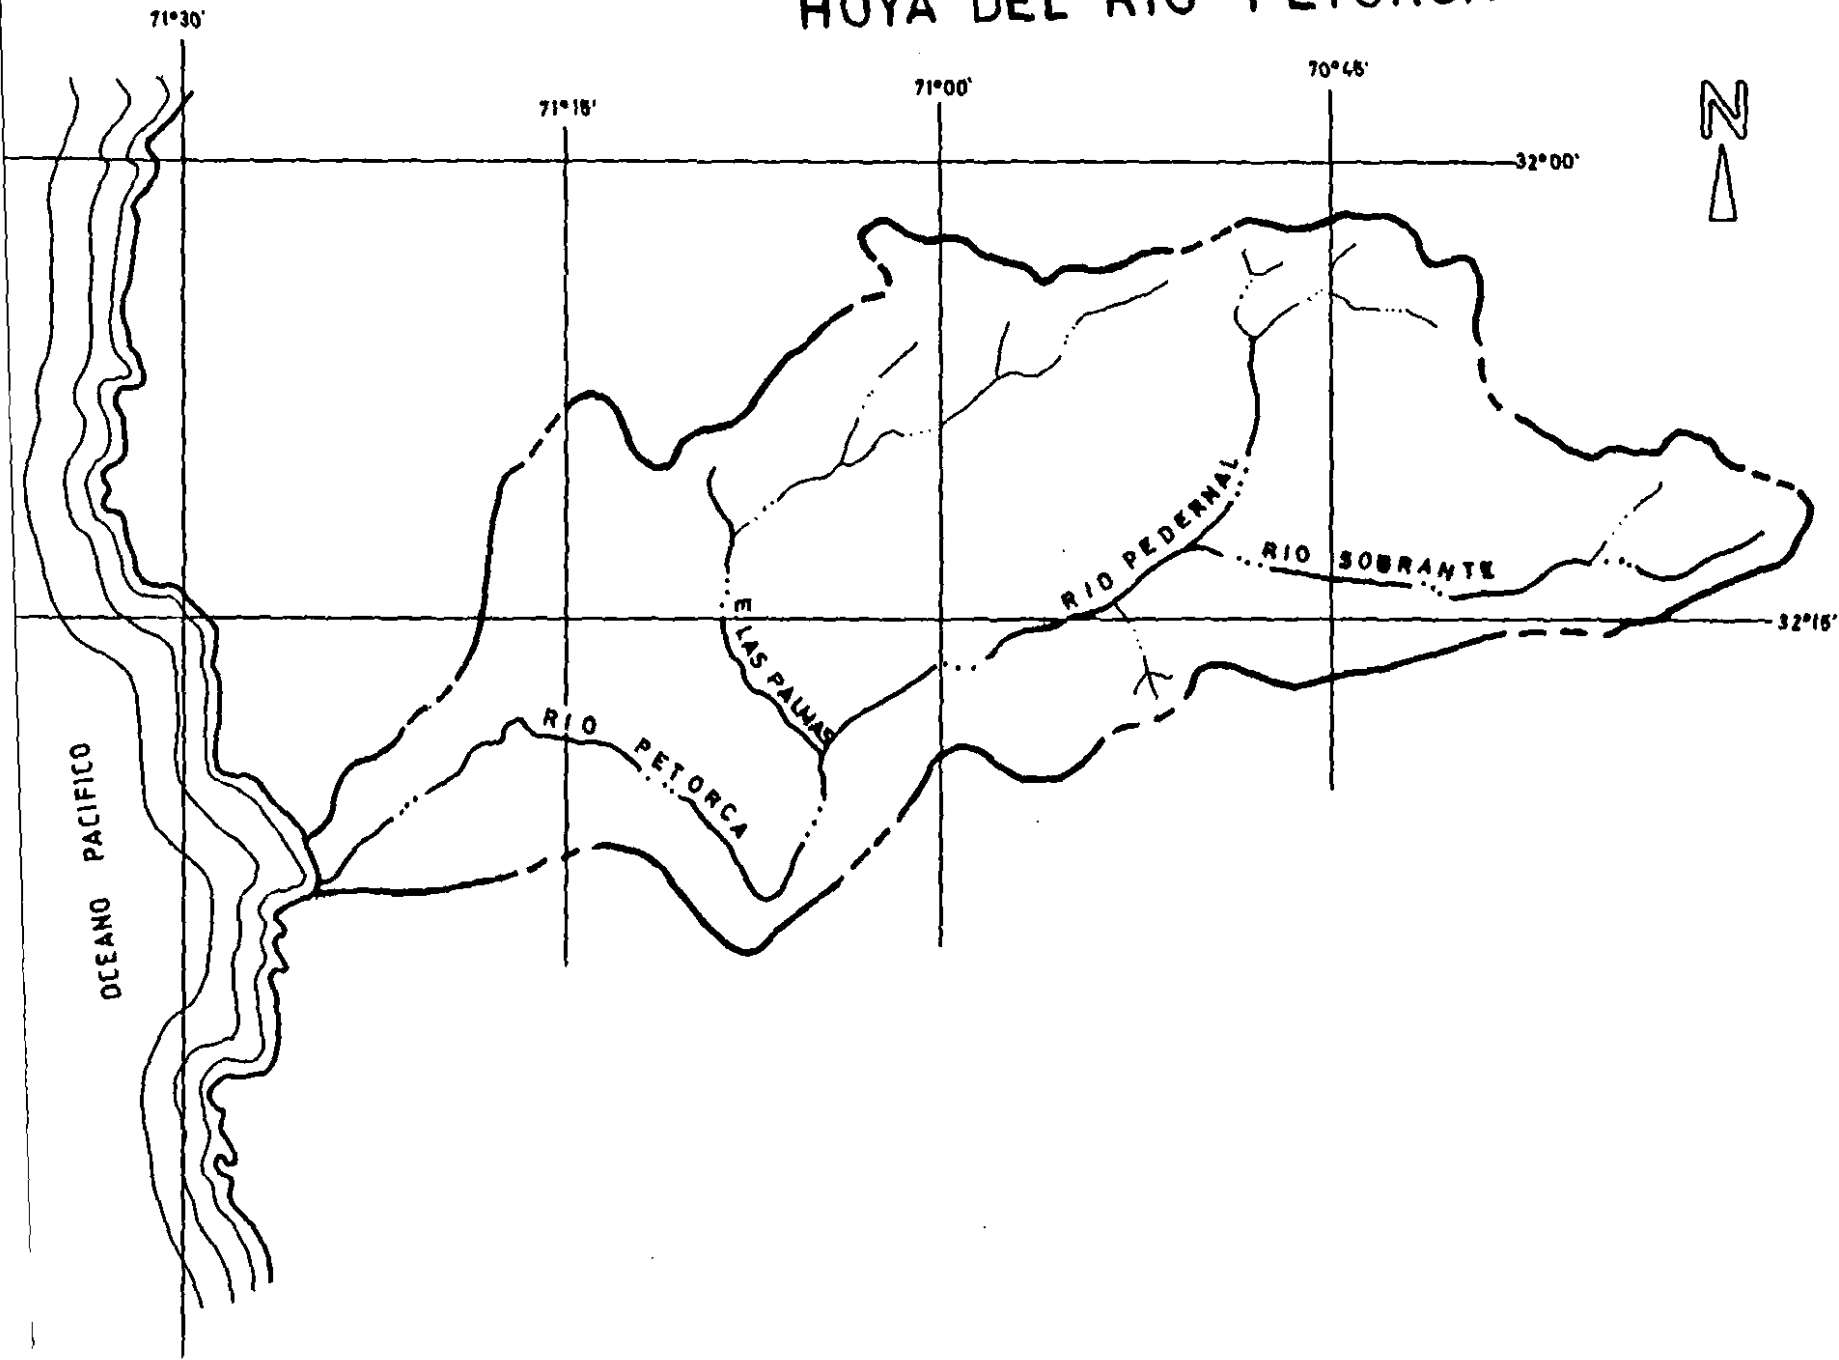 HOYA DEL RIO PETORCA
71°30'
71°15'
71°00'
70°45'
N
32°00'
RIO PEDERNAL
RIO SOBRANTE
E LAS PALMAS
32°15'
RIO PETORCA
OCEANO PACIFICO